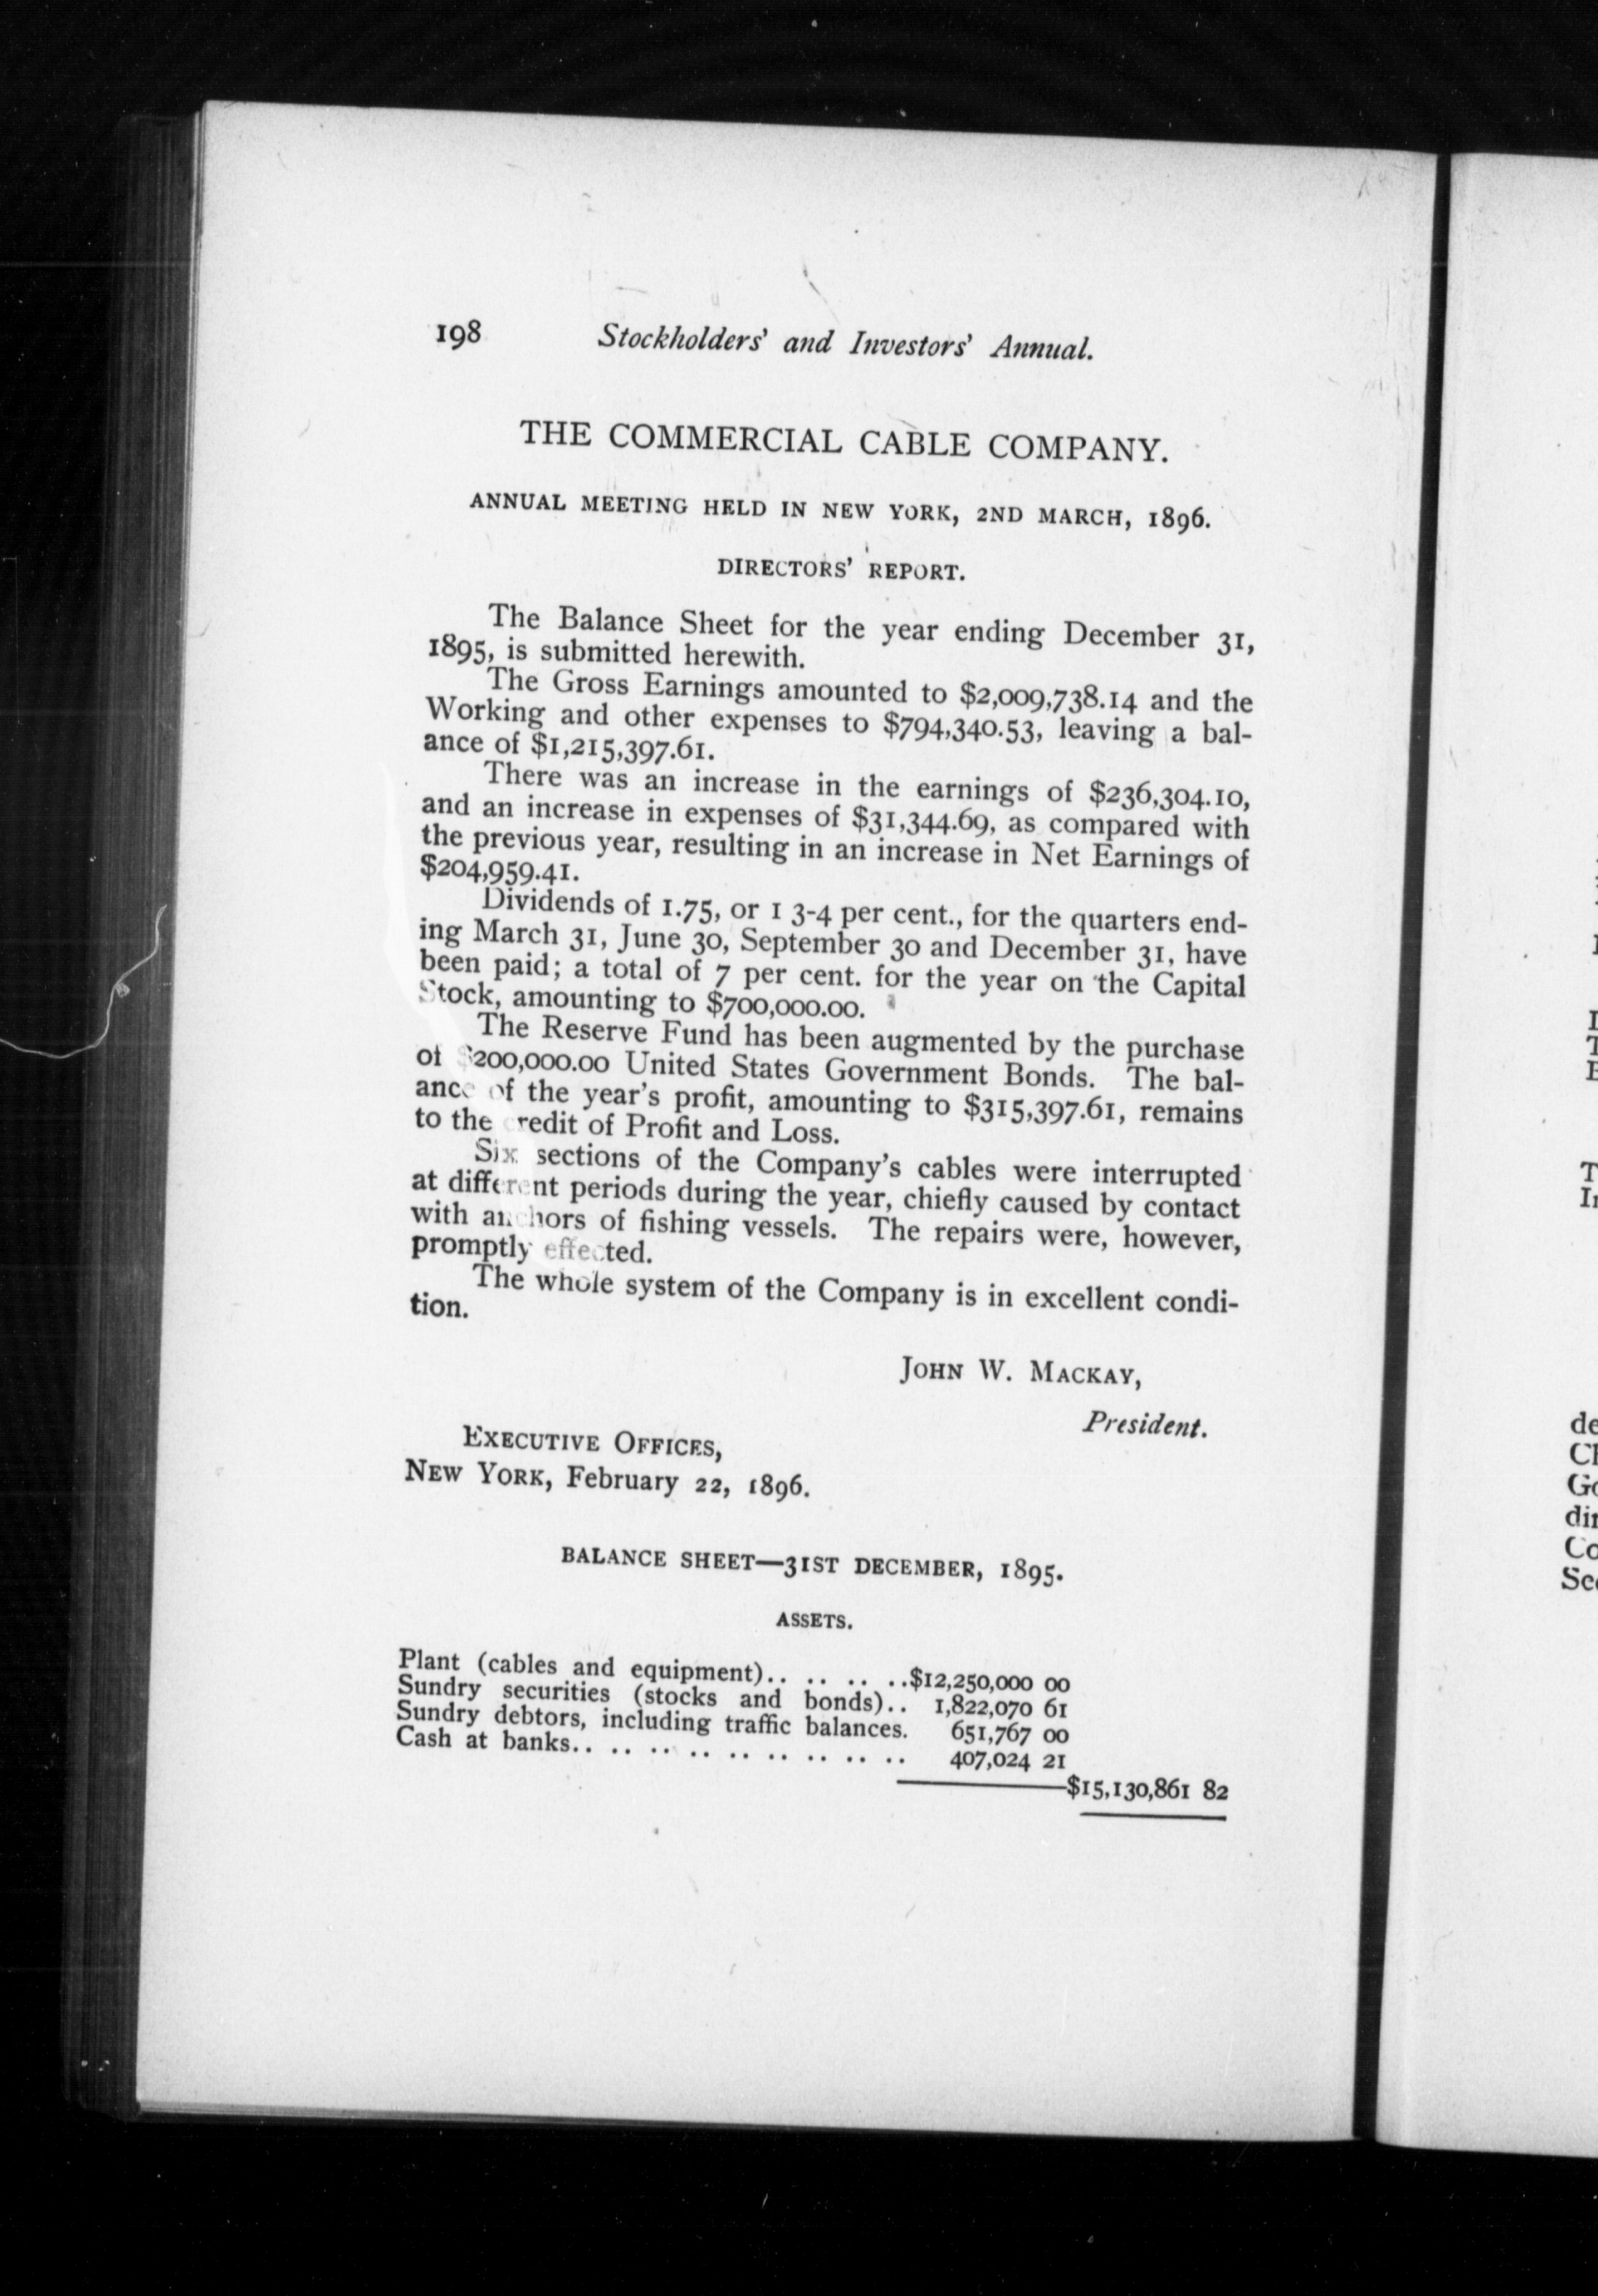 198 Stockholders' and Investors' Annual.
THE COMMERCIAL CABLE COMPANY.
ANNUAL MEETING HELD IN NEW YORK, 2ND MARCH, 1896.
DIRECTORS' REPORT.
The Balance Sheet for the year ending December 31,
1895, is submitted herewith.
The Gross Earnings amounted to $2,009,738.14 and the
Working and other expenses to $794,340.53, leaving a bal-
ance of $1,215,397.61.
There was an increase in the earnings of $236,304.10,
and an increase in expenses of $31,344.69, as compared with
the previous year, resulting in an increase in Net Earnings of
$204,959.41.
Dividends of 1.75, or 1 3-4 per cent., for the quarters end-
ing March 31, June 30, September 30 and December 31, have
been paid; a total of 7 per cent. for the year on the Capital
Stock, amounting to $700,000.00.
The Reserve Fund has been augmented by the purchase
of $200,000.00 United States Government Bonds. The bal-
ance of the year's profit, amounting to $315,397.61, remains
to the credit of Profit and Loss.
Six sections of the Company's cables were interrupted
at different periods during the year, chiefly caused by contact
with anchors of fishing vessels. The repairs were, however,
promptly effected.
The whole system of the Company is in excellent condi-
tion.
JOHN W. MACKAY,
President.
EXECUTIVE OFFICES,
NEW YORK, February 22, 1896.
BALANCE SHEET—31ST DECEMBER, 1895.
ASSETS.
Plant (cables and equipment).. .. .. ..$12,250,000 00
Sundry securities (stocks and bonds).. 1,822,070 61
Sundry debtors, including traffic balances. 651,767 00
Cash at banks.. .. .. .. .. .. .. .. .. 407,024 21
$15,130,861 82
de
Go
Co